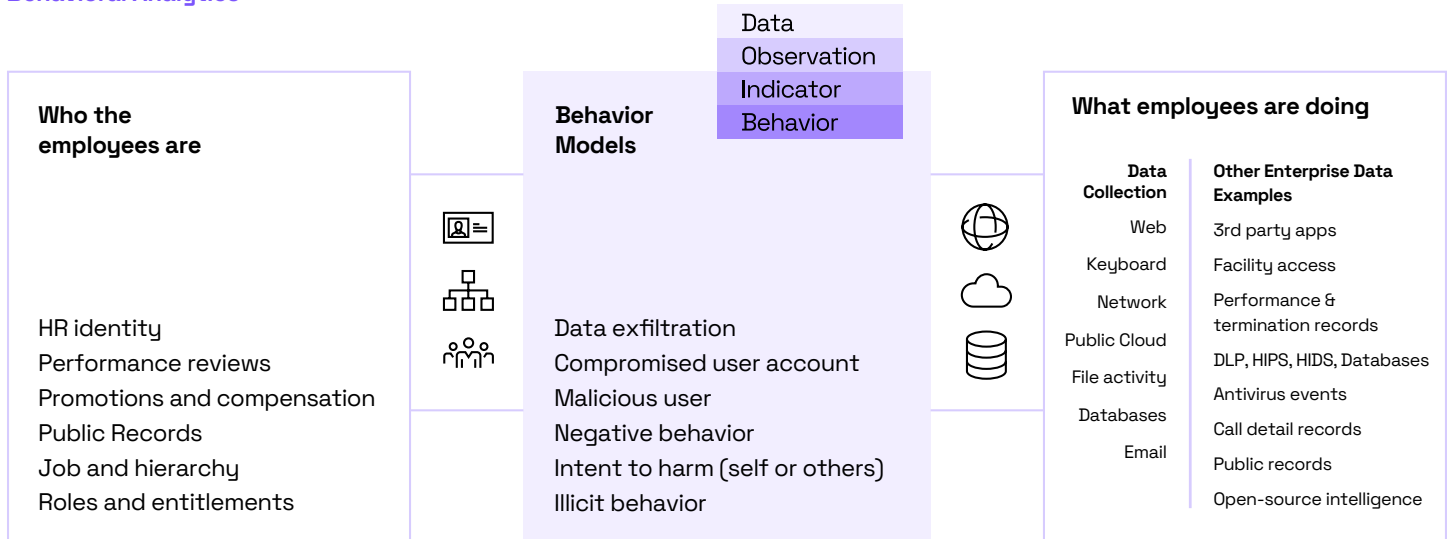 Behavioral Analytics
Data
Observation
Indicator
Behavior
Who the
employees are
HR identity
Performance reviews
Promotions and compensation
Public Records
Job and hierarchy
Roles and entitlements
Behavior
Models
Data exfiltration
Compromised user account
Malicious user
Negative behavior
Intent to harm (self or others)
Illicit behavior
What employees are doing
Data
Collection
Web
Keyboard
Network
Public Cloud
File activity
Databases
Email
Other Enterprise Data
Examples
3rd party apps
Facility access
Performance &
termination records
DLP, HIPS, HIDS, Databases
Antivirus events
Call detail records
Public records
Open-source intelligence